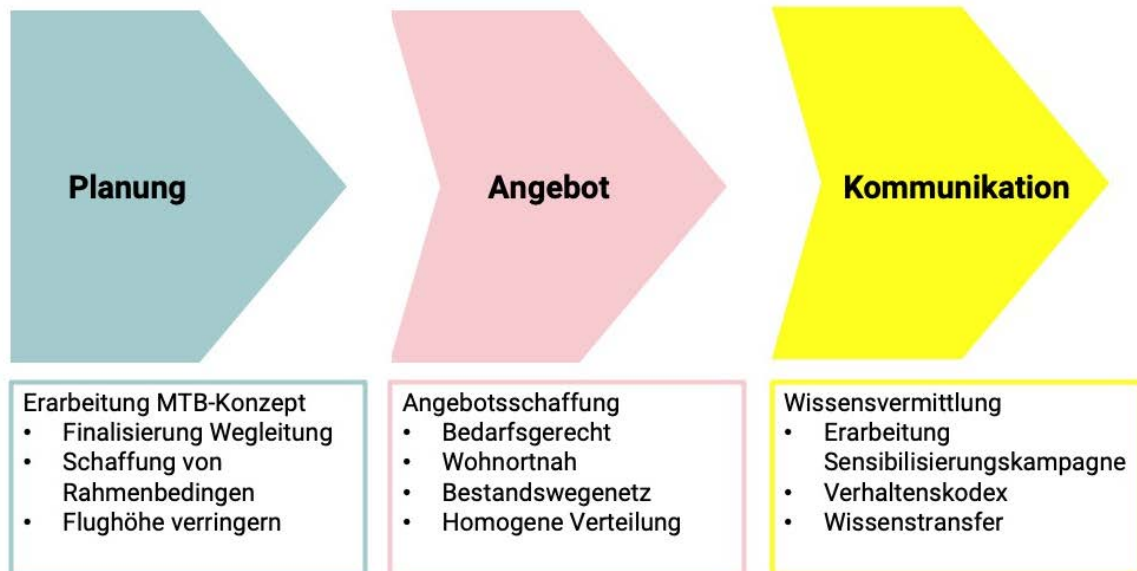 Planung
Angebot
Kommunikation
Erarbeitung MTB-Konzept
• Finalisierung Wegleitung
• Schaffung von
Rahmenbedingen
• Flughöhe verringern
Angebotsschaffung
• Bedarfsgerecht
• Wohnortnah
• Bestandswegenetz
• Homogene Verteilung
Wissensvermittlung
• Erarbeitung
Sensibilisierungskampagne
• Verhaltenskodex
• Wissenstransfer